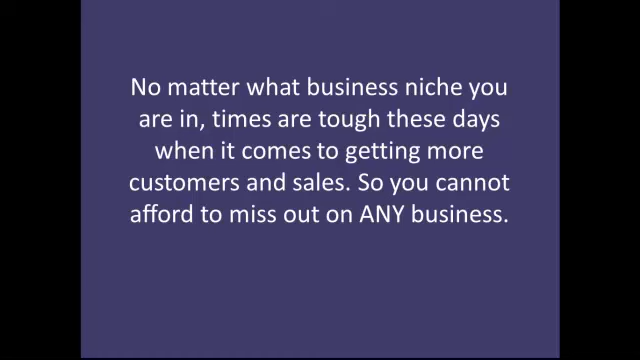 No matter what business niche you
are in, times are tough these days
when it comes to getting more
customers and sales. So you cannot
afford to miss out on ANY business.